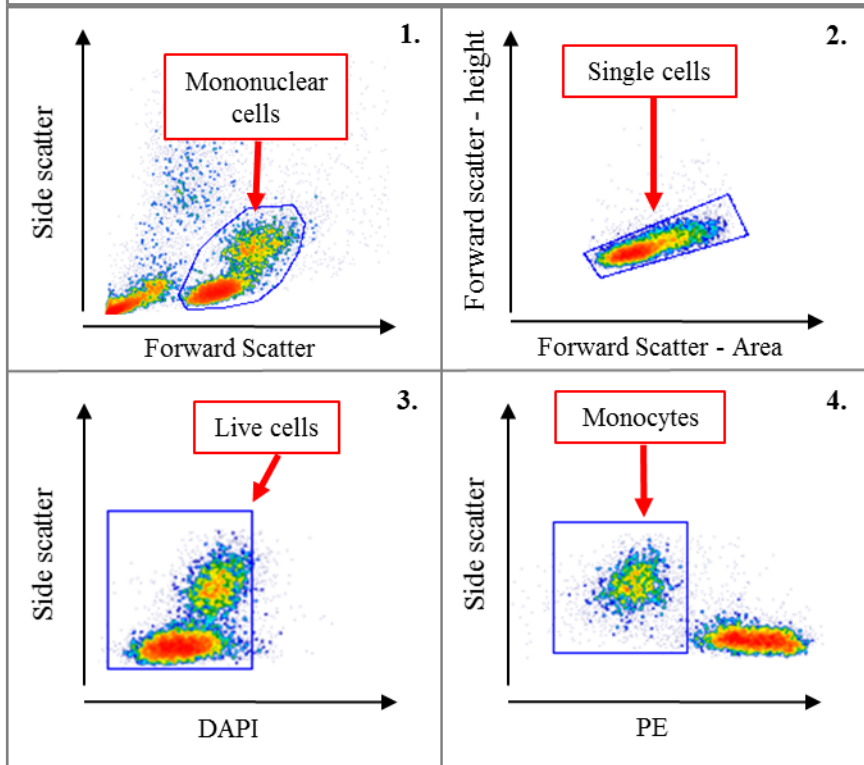 1.
Mononuclear
cells
Side scatter
Forward Scatter
2.
Single cells
Forward scatter - height
Forward Scatter - Area
3.
Live cells
Side scatter
DAPI
4.
Monocytes
Side scatter
PE